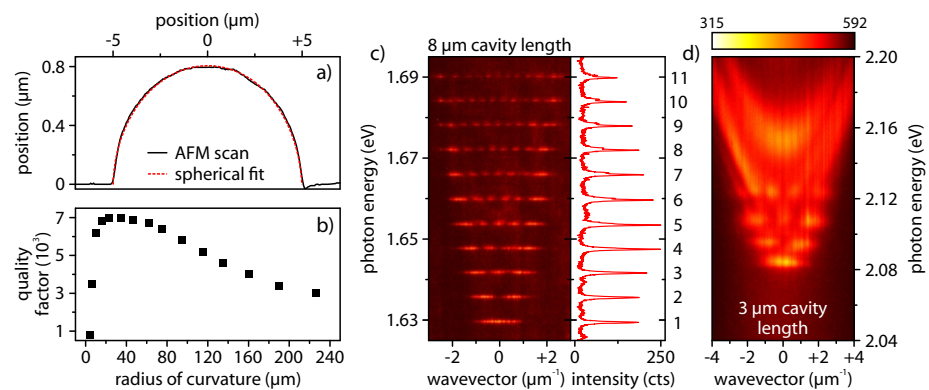 position (µm)
-5 0 +5
position (µm)
0.8
0.4
0
a)
AFM scan
spherical fit
quality
factor (10³)
7
5
3
1
b)
0 40 80 120 160 200 240
radius of curvature (µm)
c)
8 µm cavity length
photon energy (eV)
1.69
1.67
1.65
1.63
11
10
9
8
7
6
5
4
3
2
1
-2 0 +2
wavevector (µm⁻¹)
0 250
intensity (cts)
d)
315 592
2.20
2.16
2.12
2.08
2.04
photon energy (eV)
3 µm cavity
length
-4 -2 0 +2 +4
wavevector (µm⁻¹)